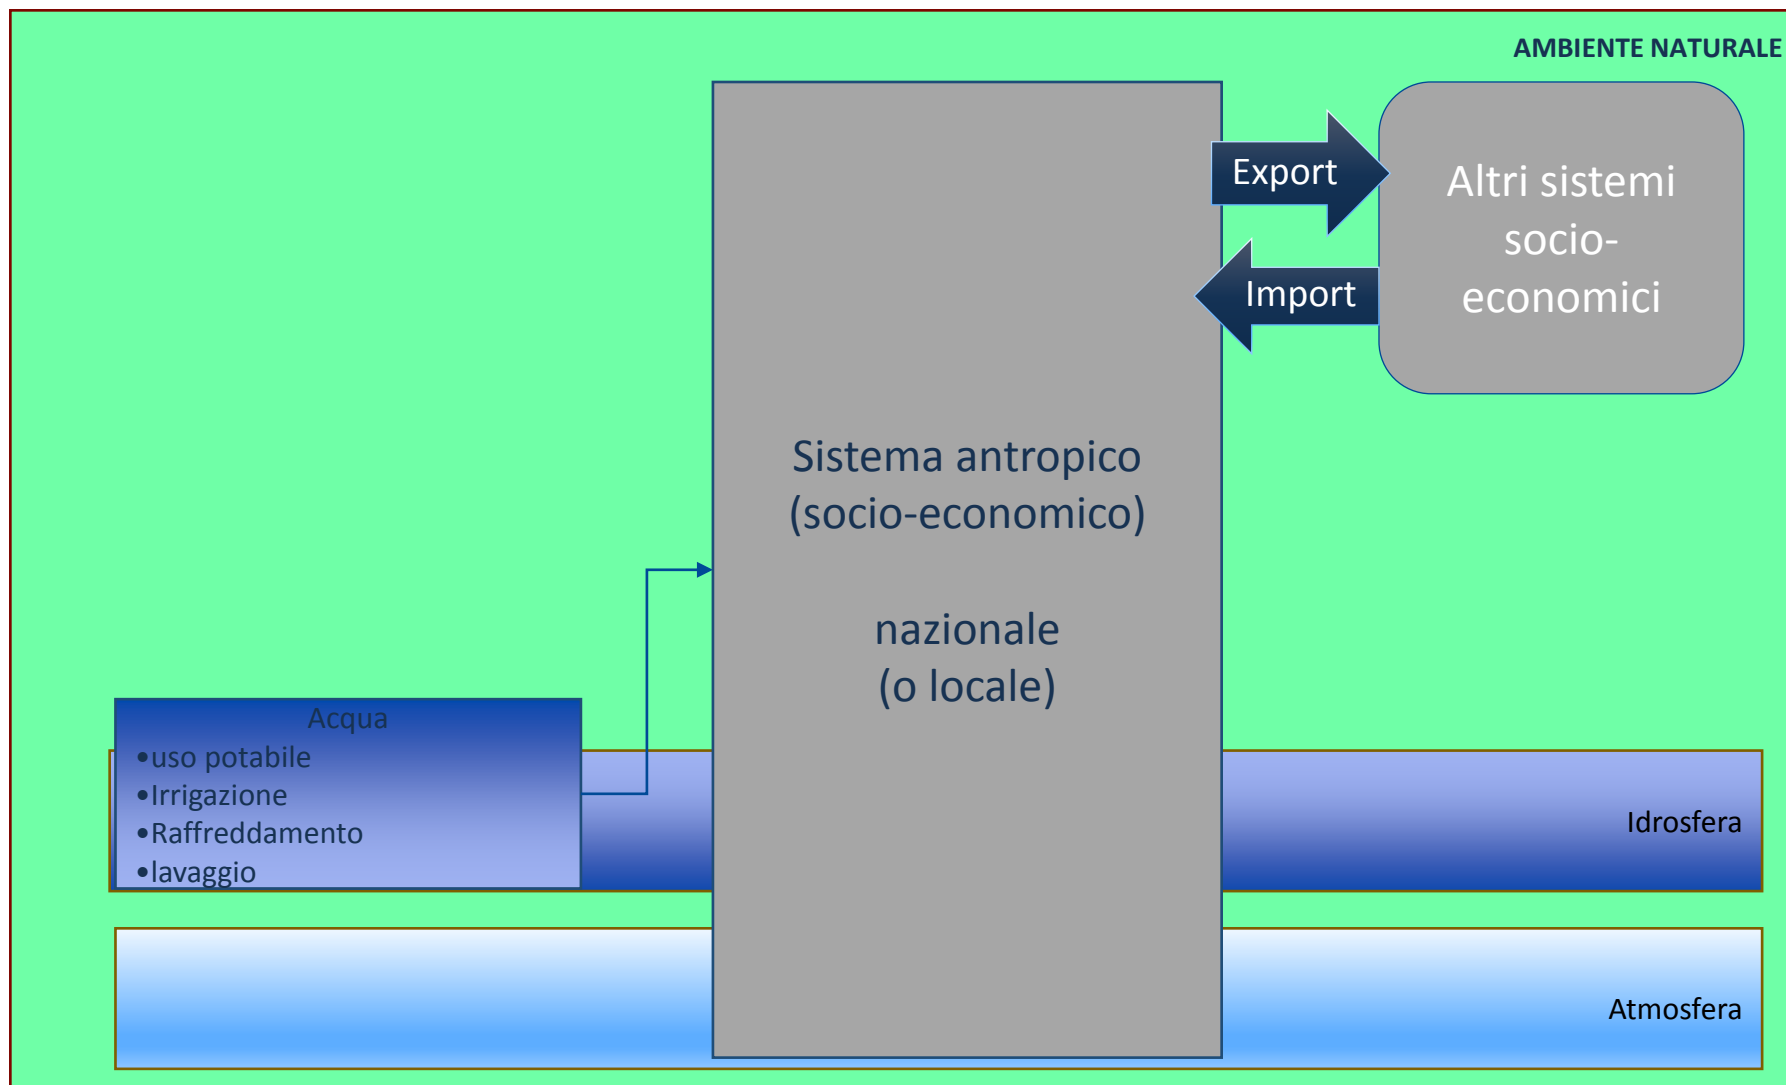 AMBIENTE NATURALE
Export
Import
Altri sistemi
socio-
economici
Sistema antropico
(socio-economico)
nazionale
(o locale)
Acqua
•uso potabile
•Irrigazione
•Raffreddamento
•lavaggio
Idrosfera
Atmosfera